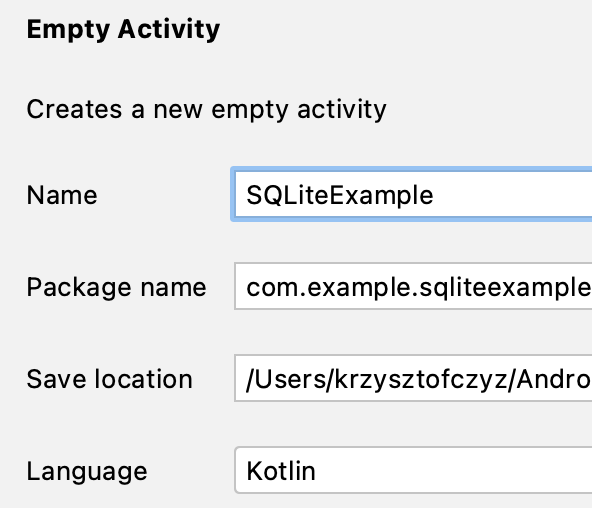 Empty Activity
Creates a new empty activity
Name SQLiteExample
Package name com.example.sqliteexample
Save location /Users/krzysztofczyz/Andro
Language Kotlin